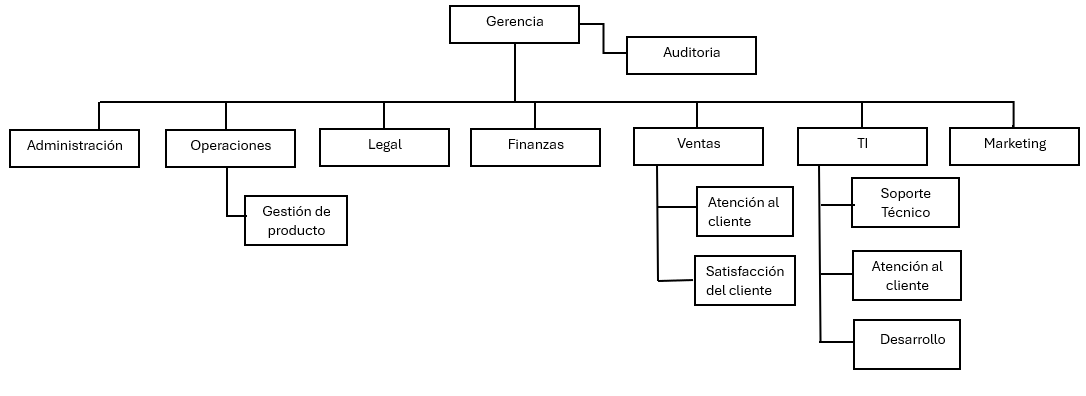 Gerencia
Auditoria
Administración
Operaciones
Legal
Finanzas
Ventas
TI
Marketing
Gestión de
producto
Atención al
cliente
Satisfacción
del cliente
Soporte
Técnico
Atención al
cliente
Desarrollo